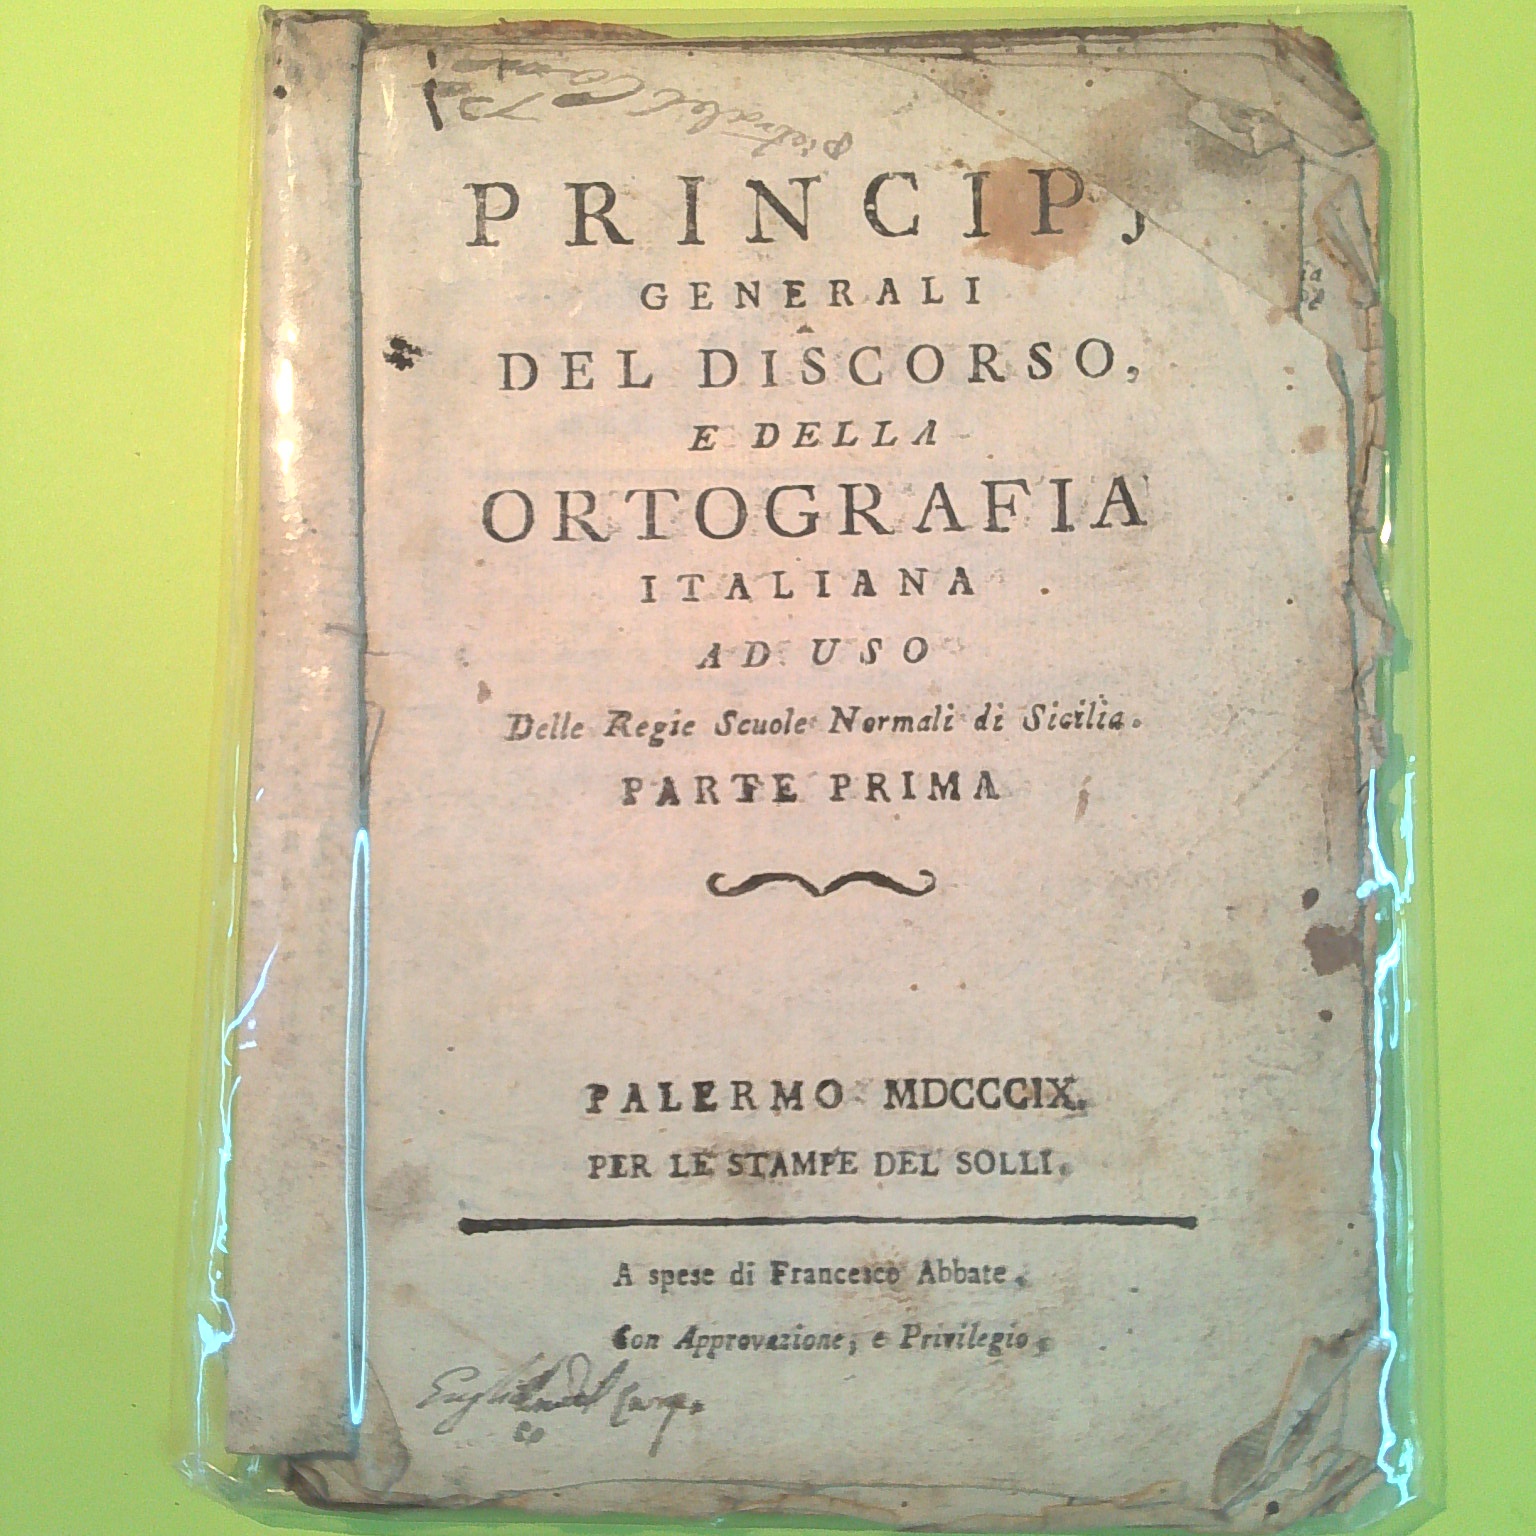 PRINCIPJ
GENERALI
DEL DISCORSO,
E DELLA
ORTOGRAFIA
ITALIANA
AD USO
Delle Regie Scuole Normali di Sicilia.
PARTE PRIMA
PALERMO MDCCCIX.
PER LE STAMPE DEL SOLLI.
A spese di Francesco Abbate.
Con Approvazione, e Privilegio,